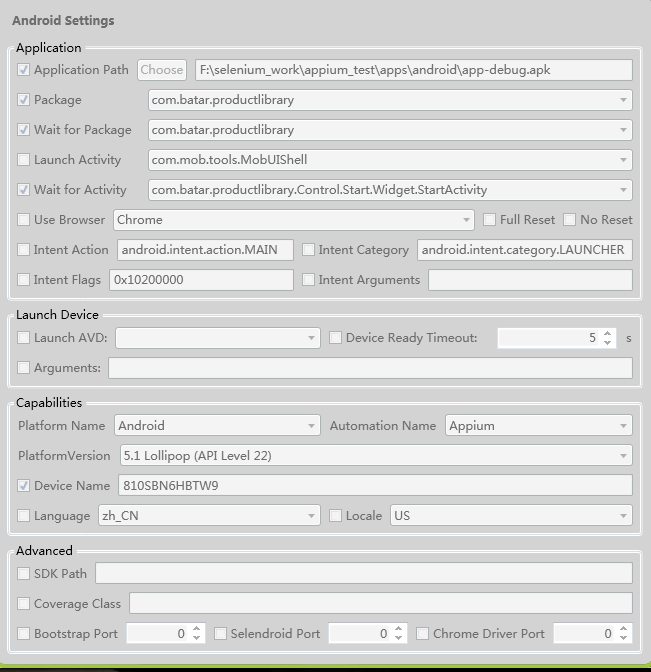 Android Settings
Application
Application Path Choose F:\selenium_work\appium_test\apps\android\app-debug.apk
Package com.batar.productlibrary
Wait for Package com.batar.productlibrary
Launch Activity com.mob.tools.MobUIShell
Wait for Activity com.batar.productlibrary.Control.Start.Widget.StartActivity
Use Browser Chrome Full Reset No Reset
Intent Action android.intent.action.MAIN Intent Category android.intent.category.LAUNCHER
Intent Flags 0x10200000 Intent Arguments
Launch Device
Launch AVD: Device Ready Timeout: 5 s
Arguments:
Capabilities
Platform Name Android Automation Name Appium
PlatformVersion 5.1 Lollipop (API Level 22)
Device Name 810SBN6HBTW9
Language zh_CN Locale US
Advanced
SDK Path
Coverage Class
Bootstrap Port 0 Selendroid Port 0 Chrome Driver Port 0